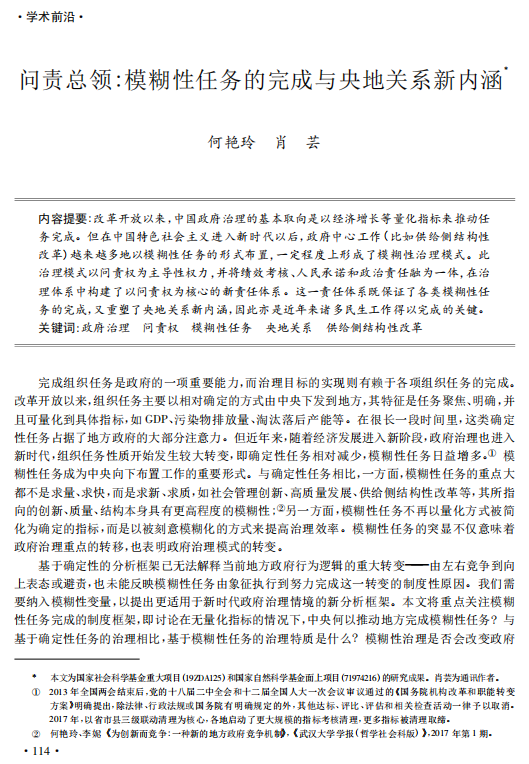 ·学术前沿·
问责总领:模糊性任务的完成与央地关系新内涵*
何艳玲 肖 芸
内容提要:改革开放以来,中国政府治理的基本取向是以经济增长等量化指标来推动任
务完成。但在中国特色社会主义进入新时代以后,政府中心工作(比如供给侧结构性
改革)越来越多地以模糊性任务的形式布置,一定程度上形成了模糊性治理模式。此
治理模式以问责权为主导性权力,并将绩效考核、人民承诺和政治责任融为一体,在治
理体系中构建了以问责权为核心的新责任体系。这一责任体系既保证了各类模糊性任
务的完成,又重塑了央地关系新内涵,因此亦是近年来诸多民生工作得以完成的关键。
关键词:政府治理 问责权 模糊性任务 央地关系 供给侧结构性改革
完成组织任务是政府的一项重要能力,而治理目标的实现则有赖于各项组织任务的完成。
改革开放以来,组织任务主要以相对确定的方式由中央下发到地方,其特征是任务聚焦、明确,并
且可量化到具体指标,如 GDP、污染物排放量、淘汰落后产能等。在很长一段时间里,这类确定
性任务占据了地方政府的大部分注意力。但近年来,随着经济发展进入新阶段,政府治理也进入
新时代,组织任务性质开始发生较大转变,即确定性任务相对减少,模糊性任务日益增多。① 模
糊性任务成为中央向下布置工作的重要形式。与确定性任务相比,一方面,模糊性任务的重点大
都不是求量、求快,而是求新、求质,如社会管理创新、高质量发展、供给侧结构性改革等,其所指
向的创新、质量、结构本身具有更高程度的模糊性;②另一方面,模糊性任务不再以量化方式被简
化为确定的指标,而是以被刻意模糊化的方式来提高治理效率。模糊性任务的突显不仅意味着
政府治理重点的转移,也表明政府治理模式的转变。
基于确定性的分析框架已无法解释当前地方政府行为逻辑的重大转变——由左右竞争到向
上表态或避责,也未能反映模糊性任务由象征执行到努力完成这一转变的制度性原因。我们需
要纳入模糊性变量,以提出更适用于新时代政府治理情境的新分析框架。本文将重点关注模糊
性任务完成的制度框架,即讨论在无量化指标的情况下,中央何以推动地方完成模糊性任务?与
基于确定性任务的治理相比,基于模糊性任务的治理特质是什么?模糊性治理是否会改变政府
* 本文为国家社会科学基金重大项目(19ZDA125)和国家自然科学基金面上项目(71974216)的研究成果。肖芸为通讯作者。
① 2013 年全国两会结束后,党的十八届二中全会和十二届全国人大一次会议审议通过的《国务院机构改革和职能转变
方案》明确提出,除法律、行政法规或国务院有明确规定的外,其他达标、评比、评估和相关检查活动一律予以取消。
2017 年,以省市县三级联动清理为核心,各地启动了更大规模的指标考核清理,更多指标被清理取缔。
② 何艳玲、李妮《为创新而竞争:一种新的地方政府竞争机制》,《武汉大学学报(哲学社会科版)》,2017 年第 1 期。
·114·